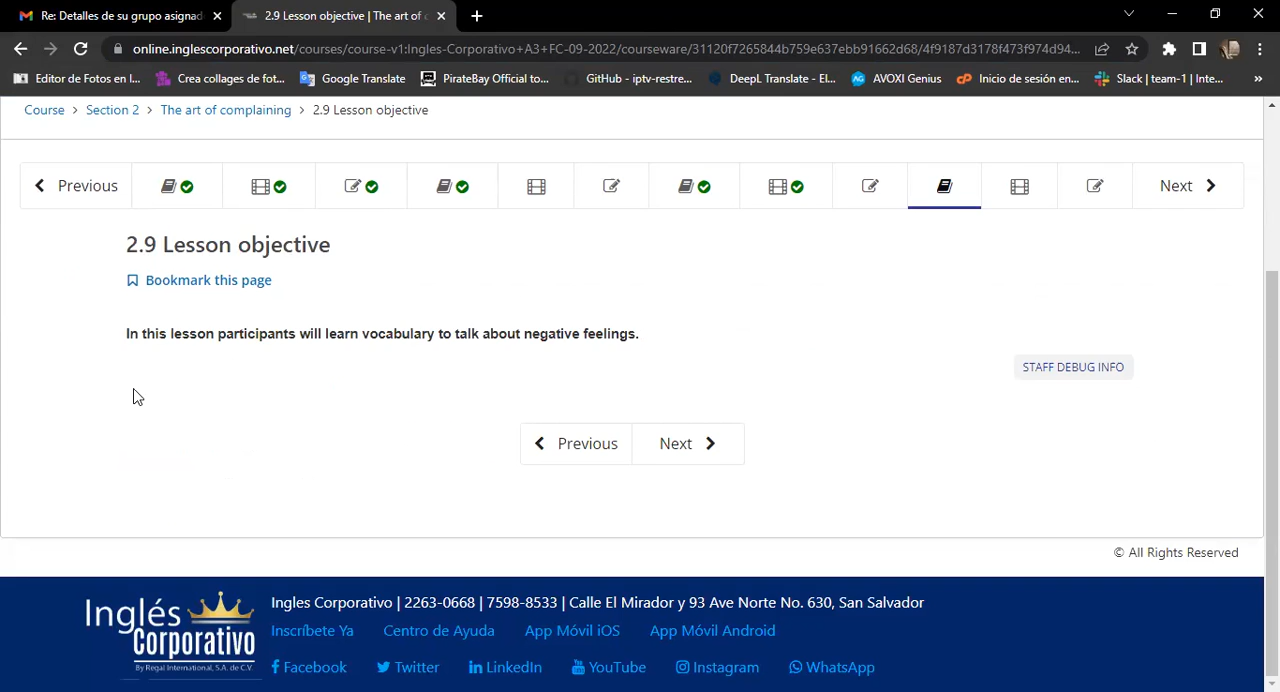 Re: Detalles de su grupo asignad
2.9 Lesson objective | The art of c
online.inglescorporativo.net/courses/course-v1:Ingles-Corporativo+A3+FC-09-2022/courseware/31120f7265844b759e637ebb91662d68/4f9187d3178f473f974d94...
Editor de Fotos en l...
Crea collages de fot...
Google Translate
PirateBay Official to...
GitHub - iptv-restre...
DeepL Translate - El...
AVOXI Genius
Inicio de sesión en...
Slack | team-1 | Inte...
»
Course > Section 2 > The art of complaining > 2.9 Lesson objective
Previous
Next
2.9 Lesson objective
Bookmark this page
In this lesson participants will learn vocabulary to talk about negative feelings.
STAFF DEBUG INFO
Previous
Next
© All Rights Reserved
Inglés
Corporativo
By Regal International, S.A. de C.V.
Ingles Corporativo | 2263-0668 | 7598-8533 | Calle El Mirador y 93 Ave Norte No. 630, San Salvador
Inscríbete Ya
Centro de Ayuda
App Móvil iOS
App Móvil Android
Facebook
Twitter
LinkedIn
YouTube
Instagram
WhatsApp